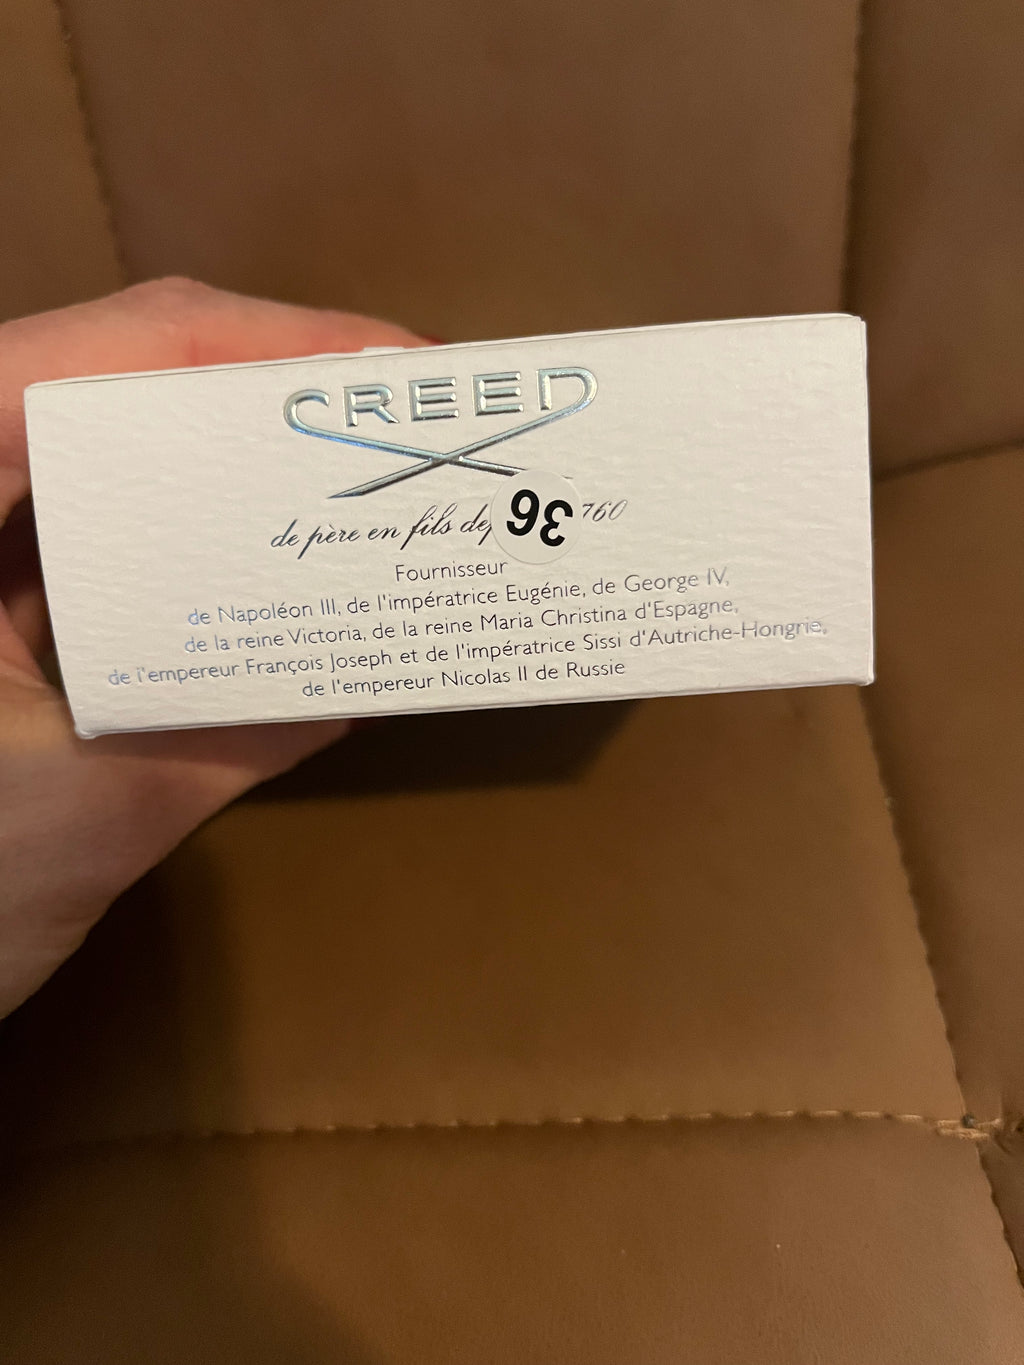 CREED
de père en fils de 760
36
Fournisseur
de Napoléon III, de l'impératrice Eugénie, de George IV,
de la reine Victoria, de la reine Maria Christina d'Espagne,
de l'empereur François Joseph et de l'impératrice Sissi d'Autriche-Hongrie,
de l'empereur Nicolas II de Russie